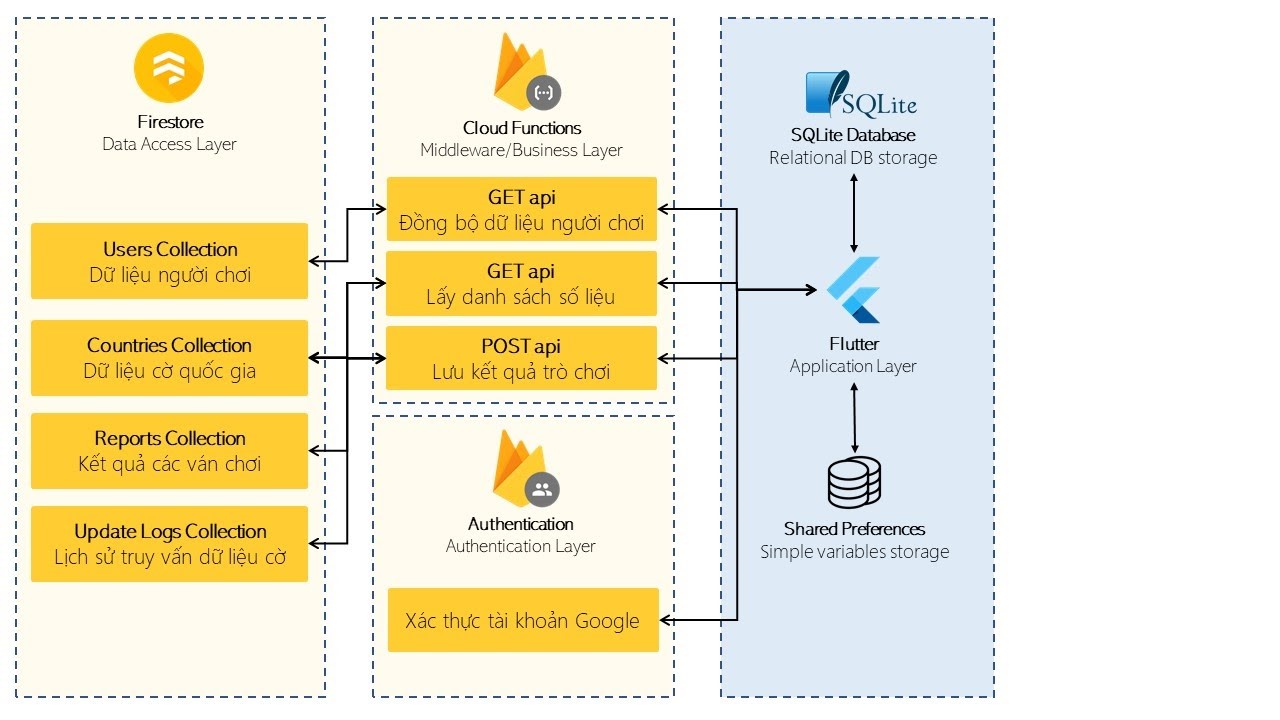 Firestore
Data Access Layer
Users Collection
Dữ liệu người chơi
Countries Collection
Dữ liệu cờ quốc gia
Reports Collection
Kết quả các ván chơi
Update Logs Collection
Lịch sử truy vấn dữ liệu cờ
Cloud Functions
Middleware/Business Layer
GET api
Đồng bộ dữ liệu người chơi
GET api
Lấy danh sách số liệu
POST api
Lưu kết quả trò chơi
Authentication
Authentication Layer
Xác thực tài khoản Google
SQLite
SQLite Database
Relational DB storage
Flutter
Application Layer
Shared Preferences
Simple variables storage